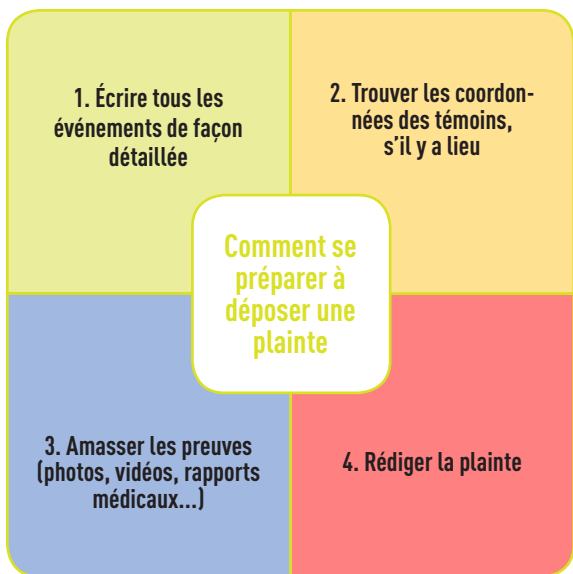 1. Écrire tous les
événements de façon
détaillée
2. Trouver les coordon-
nées des témoins,
s'il y a lieu
Comment se
préparer à
déposer une
plainte
3. Amasser les preuves
(photos, vidéos, rapports
médicaux...)
4. Rédiger la plainte